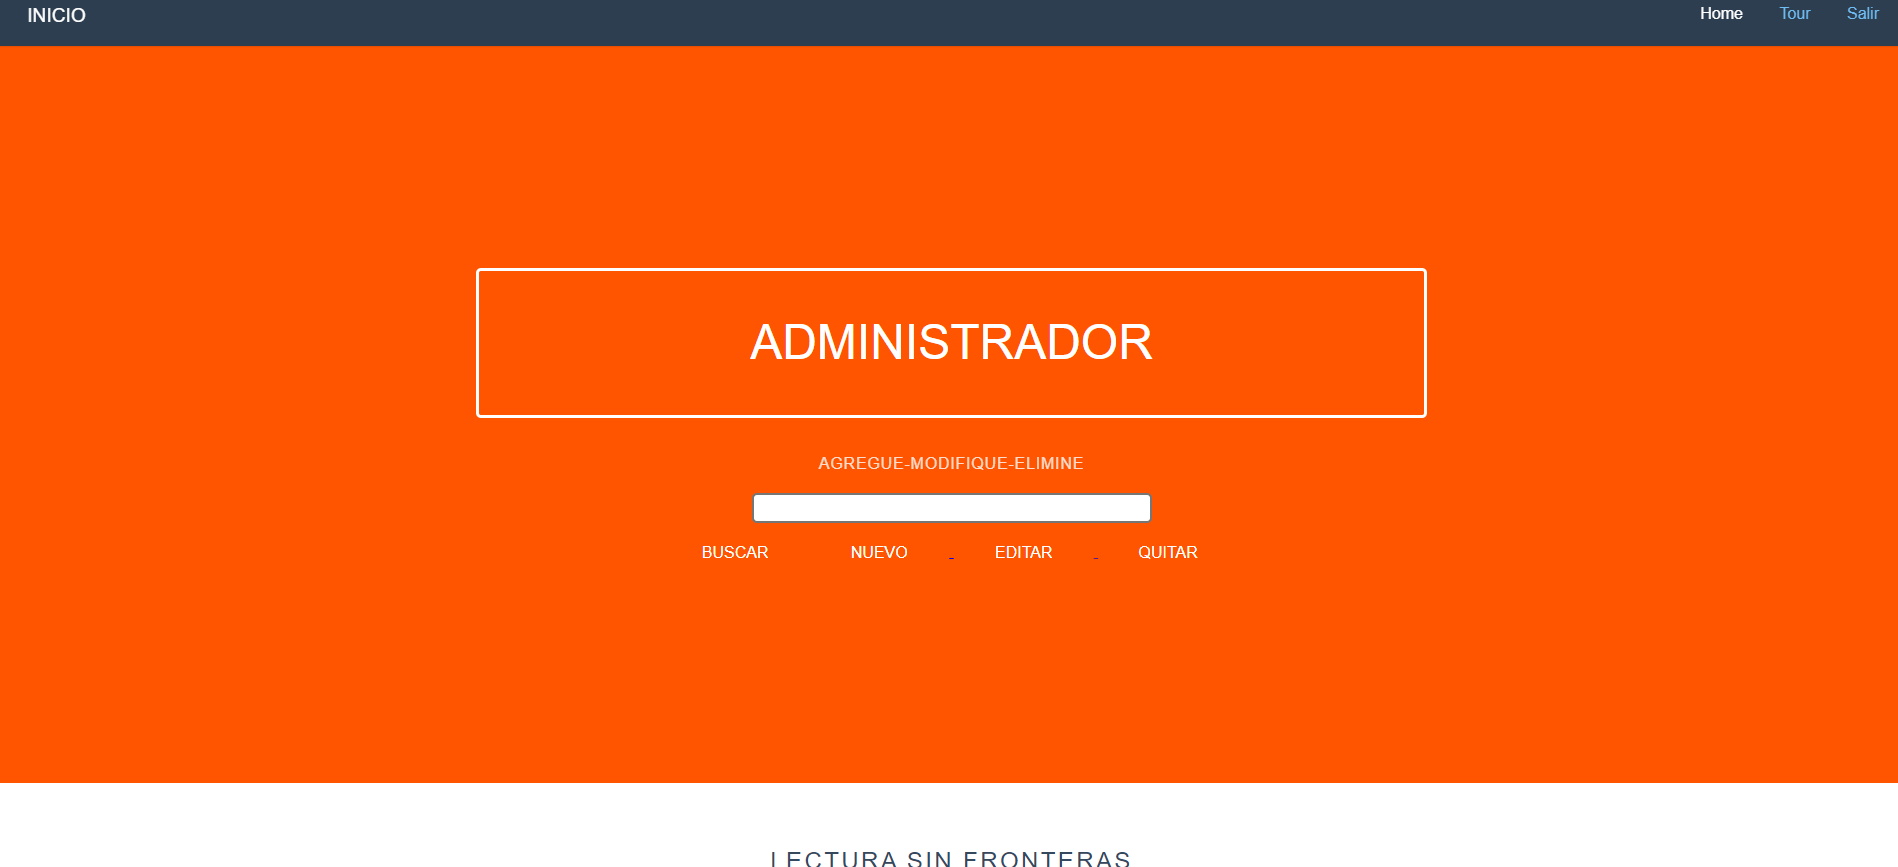 INICIO Home Tour Salir
ADMINISTRADOR
AGREGUE-MODIFIQUE-ELIMINE
BUSCAR NUEVO EDITAR QUITAR
LECTURA SIN FRONTERAS